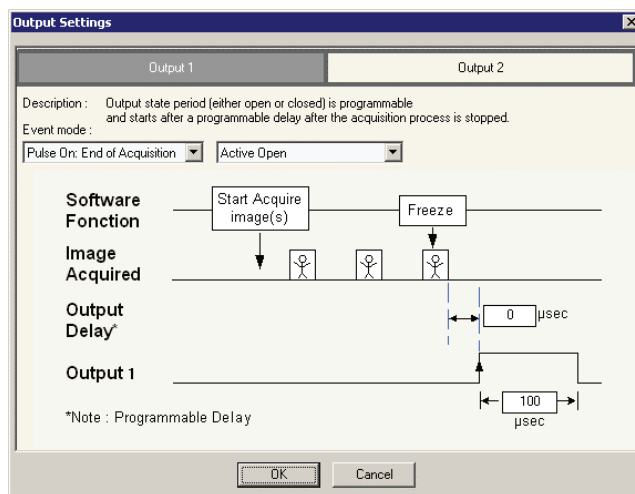 Output Settings
Output 1
Output 2
Description : Output state period (either open or closed) is programmable
and starts after a programmable delay after the acquisition process is stopped.
Event mode :
Pulse On: End of Acquisition
Active Open
Software
Fonction
Start Acquire
image(s)
Freeze
Image
Acquired
Output
Delay*
0 µsec
Output 1
100
µsec
*Note : Programmable Delay
OK
Cancel